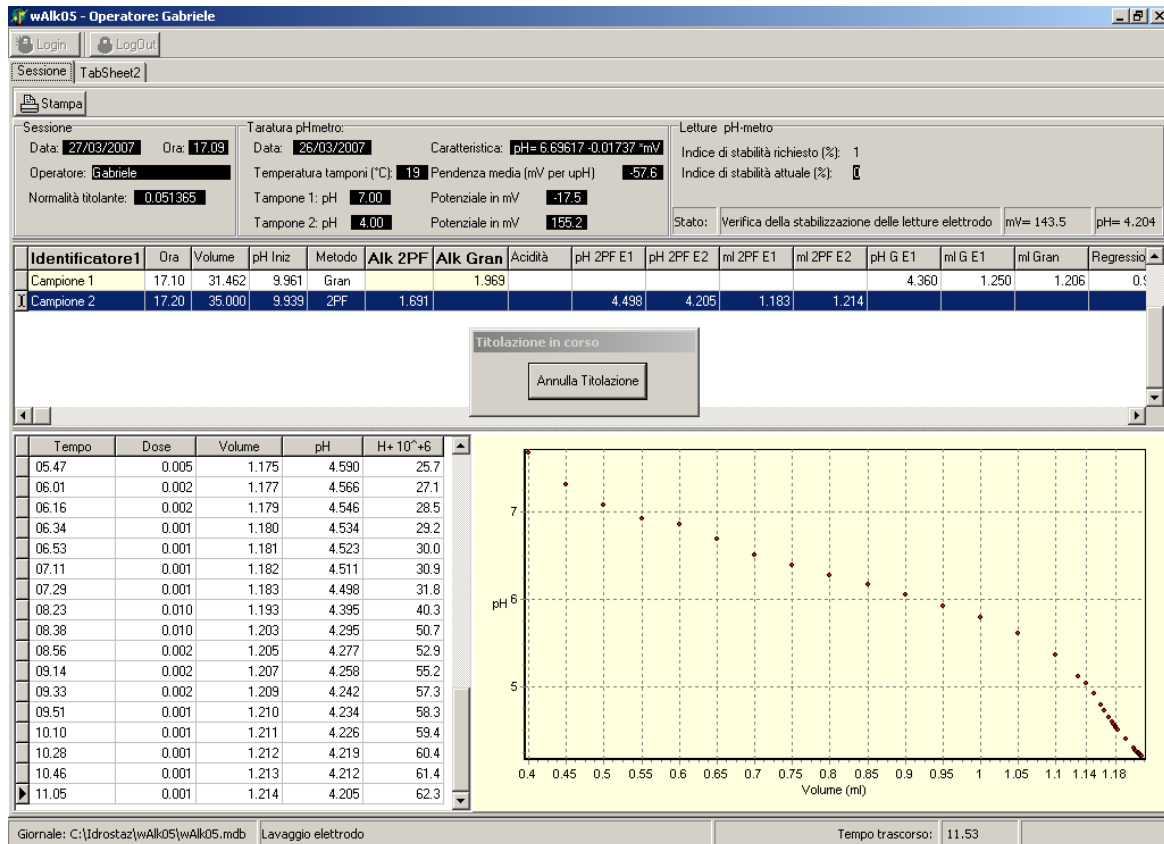 wAlk05 - Operatore: Gabriele
Login LogOut
Sessione TabSheet2
Stampa
Sessione
Data: 27/03/2007 Ora: 17.09
Operatore: Gabriele
Normalità titolante: 0.051365
Taratura pHmetro:
Data: 26/03/2007 Caratteristica: pH= 6.69617 -0.01737 *mV
Temperatura tamponi (°C): 19 Pendenza media (mV per upH) -57.6
Tampone 1: pH 7.00 Potenziale in mV -17.5
Tampone 2: pH 4.00 Potenziale in mV 155.2
Letture pH-metro
Indice di stabilità richiesto (%): 1
Indice di stabilità attuale (%): 0
Stato: Verifica della stabilizzazione delle letture elettrodo mV= 143.5 pH= 4.204
Identificatore1 Ora Volume pH Iniz Metodo Alk 2PF Alk Gran Acidità pH 2PF E1 pH 2PF E2 ml 2PF E1 ml 2PF E2 pH G E1 ml G E1 ml Gran Regressio
Campione 1 17.10 31.462 9.961 Gran 1.969 4.360 1.250 1.206 0.9
Campione 2 17.20 35.000 9.939 2PF 1.691 4.498 4.205 1.183 1.214
Titolazione in corso
Annulla Titolazione
Tempo Dose Volume pH H+ 10^+6
05.47 0.005 1.175 4.590 25.7
06.01 0.002 1.177 4.566 27.1
06.16 0.002 1.179 4.546 28.5
06.34 0.001 1.180 4.534 29.2
06.53 0.001 1.181 4.523 30.0
07.11 0.001 1.182 4.511 30.9
07.29 0.001 1.183 4.498 31.8
08.23 0.010 1.193 4.395 40.3
08.38 0.010 1.203 4.295 50.7
08.56 0.002 1.205 4.277 52.9
09.14 0.002 1.207 4.258 55.2
09.33 0.002 1.209 4.242 57.3
09.51 0.001 1.210 4.234 58.3
10.10 0.001 1.211 4.226 59.4
10.28 0.001 1.212 4.219 60.4
10.46 0.001 1.213 4.212 61.4
11.05 0.001 1.214 4.205 62.3
7
pH 6
5
0.4 0.45 0.5 0.55 0.6 0.65 0.7 0.75 0.8 0.85 0.9 0.95 1 1.05 1.1 1.14 1.18
Volume (ml)
Giornale: C:\Idrostaz\wAlk05\wAlk05.mdb Lavaggio elettrodo Tempo trascorso: 11.53